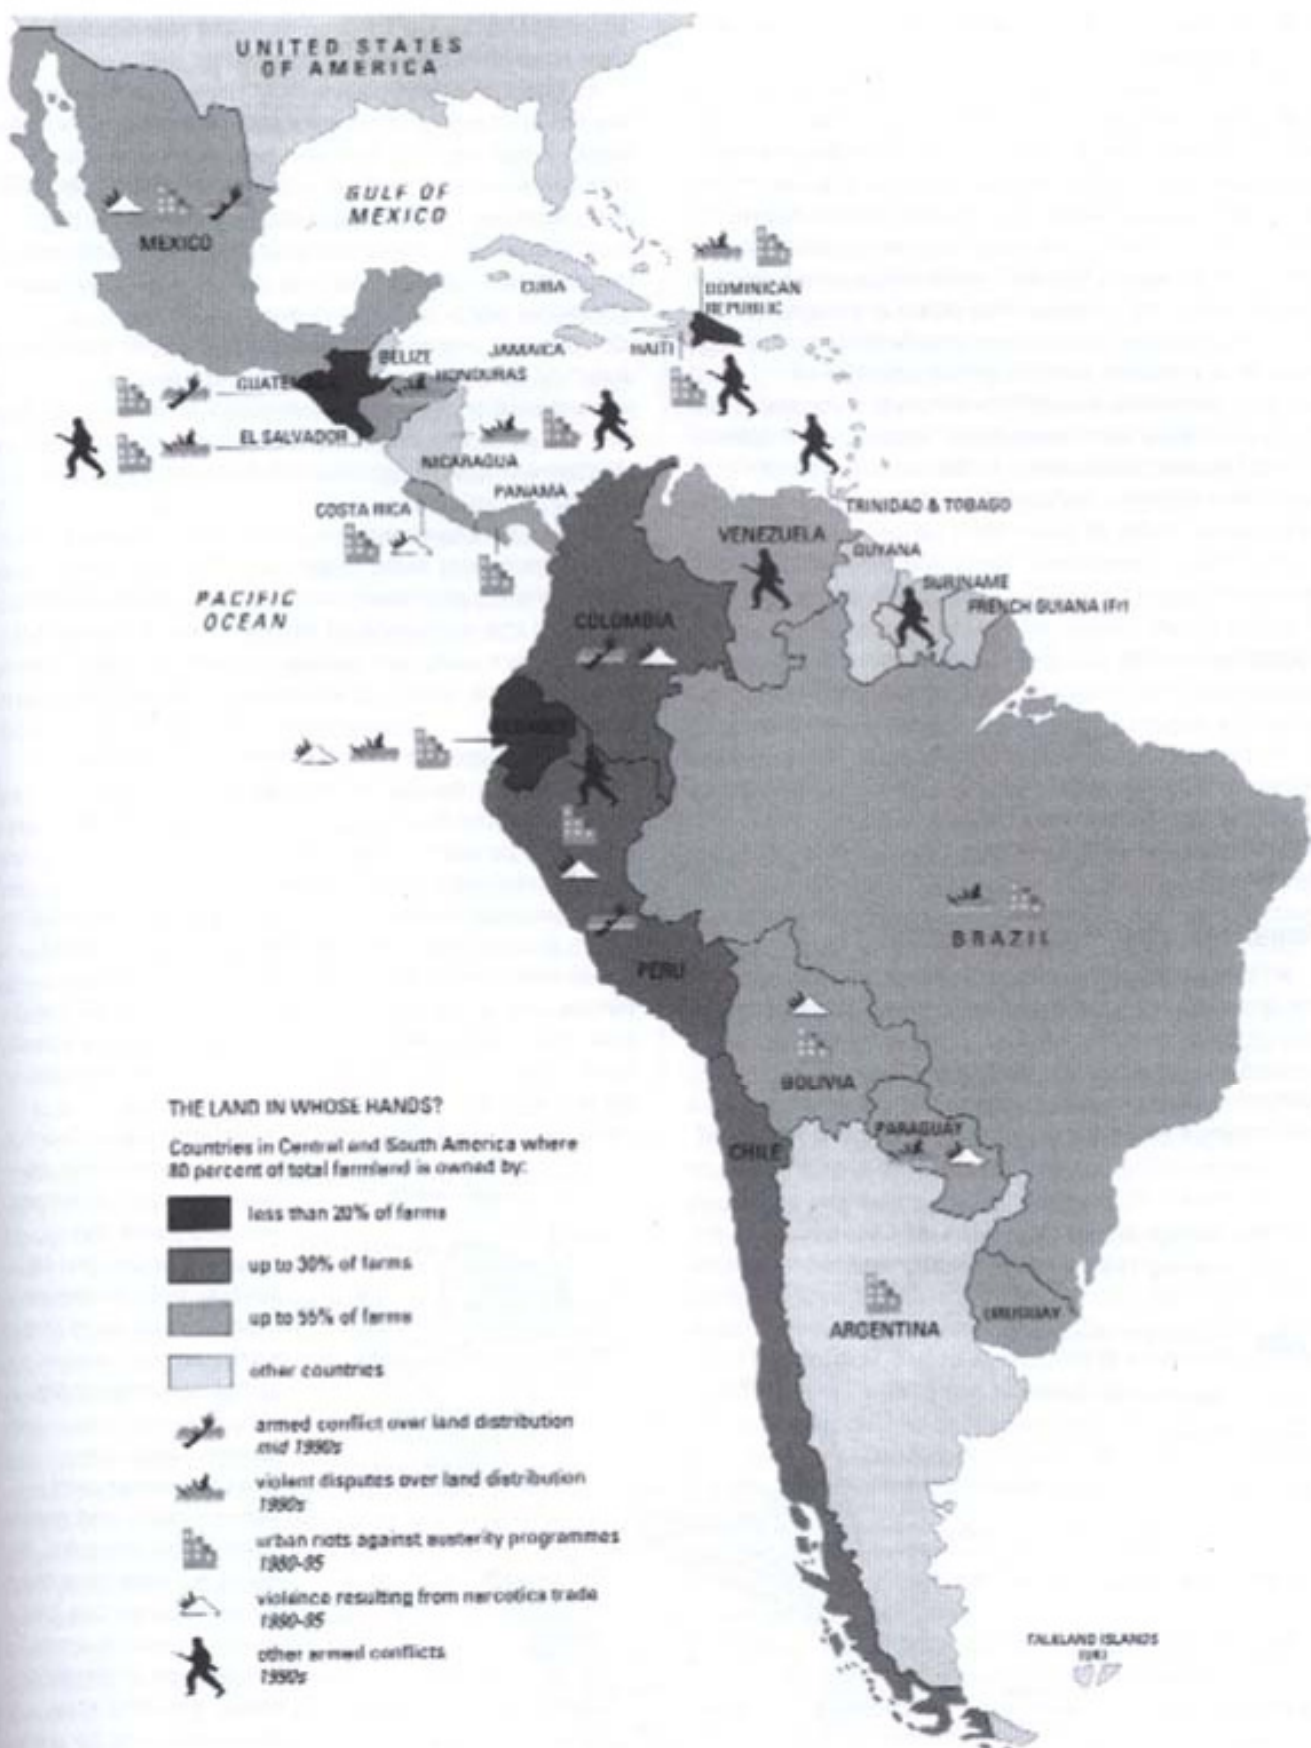 UNITED STATES
OF AMERICA
GULF OF
MEXICO
MEXICO
CUBA
DOMINICAN
REPUBLIC
JAMAICA
HAITI
BELIZE
HONDURAS
GUATEMALA
EL SALVADOR
NICARAGUA
PANAMA
COSTA RICA
TRINIDAD & TOBAGO
VENEZUELA
GUYANA
SURINAME
FRENCH GUIANA (Fr)
PACIFIC
OCEAN
COLOMBIA
ECUADOR
BRAZIL
PERU
BOLIVIA
PARAGUAY
CHILE
ARGENTINA
URUGUAY
THE LAND IN WHOSE HANDS?
Countries in Central and South America where
80 percent of total farmland is owned by:
less than 20% of farms
up to 30% of farms
up to 55% of farms
other countries
armed conflict over land distribution
mid 1990s
violent disputes over land distribution
1990s
urban riots against austerity programmes
1980-95
violence resulting from narcotics trade
1990-95
other armed conflicts
1990s
FALKLAND ISLANDS